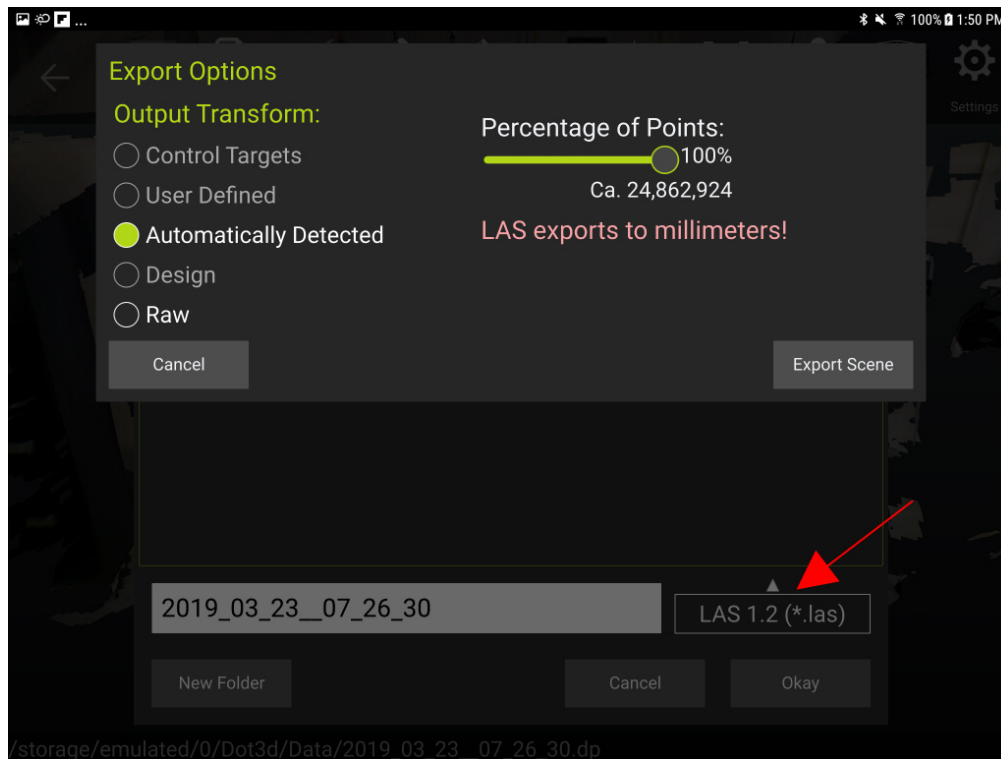 ... 100% 1:50 PM
Export Options
Output Transform:
Control Targets
User Defined
Automatically Detected
Design
Raw
Percentage of Points:
100%
Ca. 24,862,924
LAS exports to millimeters!
Cancel
Export Scene
Settings
2019_03_23__07_26_30
LAS 1.2 (*.las)
New Folder
Cancel
Okay
/storage/emulated/0/Dot3d/Data/2019_03_23__07_26_30.dp